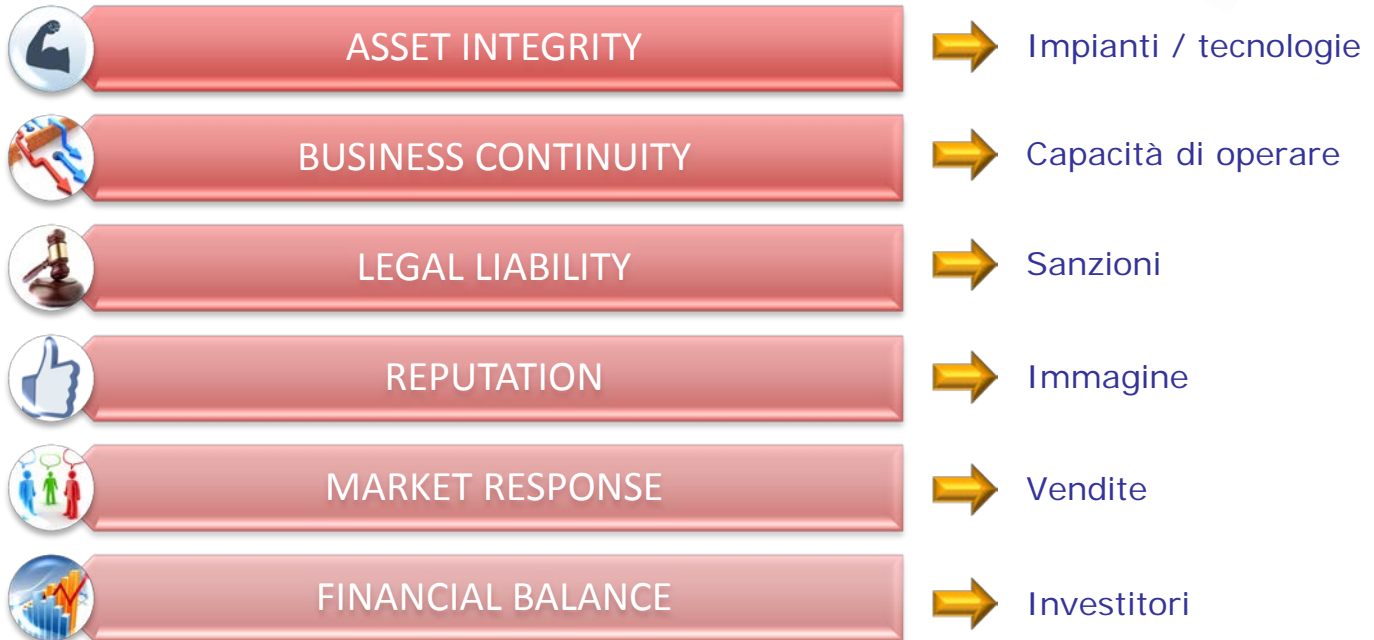 ASSET INTEGRITY
Impianti / tecnologie
BUSINESS CONTINUITY
Capacità di operare
LEGAL LIABILITY
Sanzioni
REPUTATION
Immagine
MARKET RESPONSE
Vendite
FINANCIAL BALANCE
Investitori